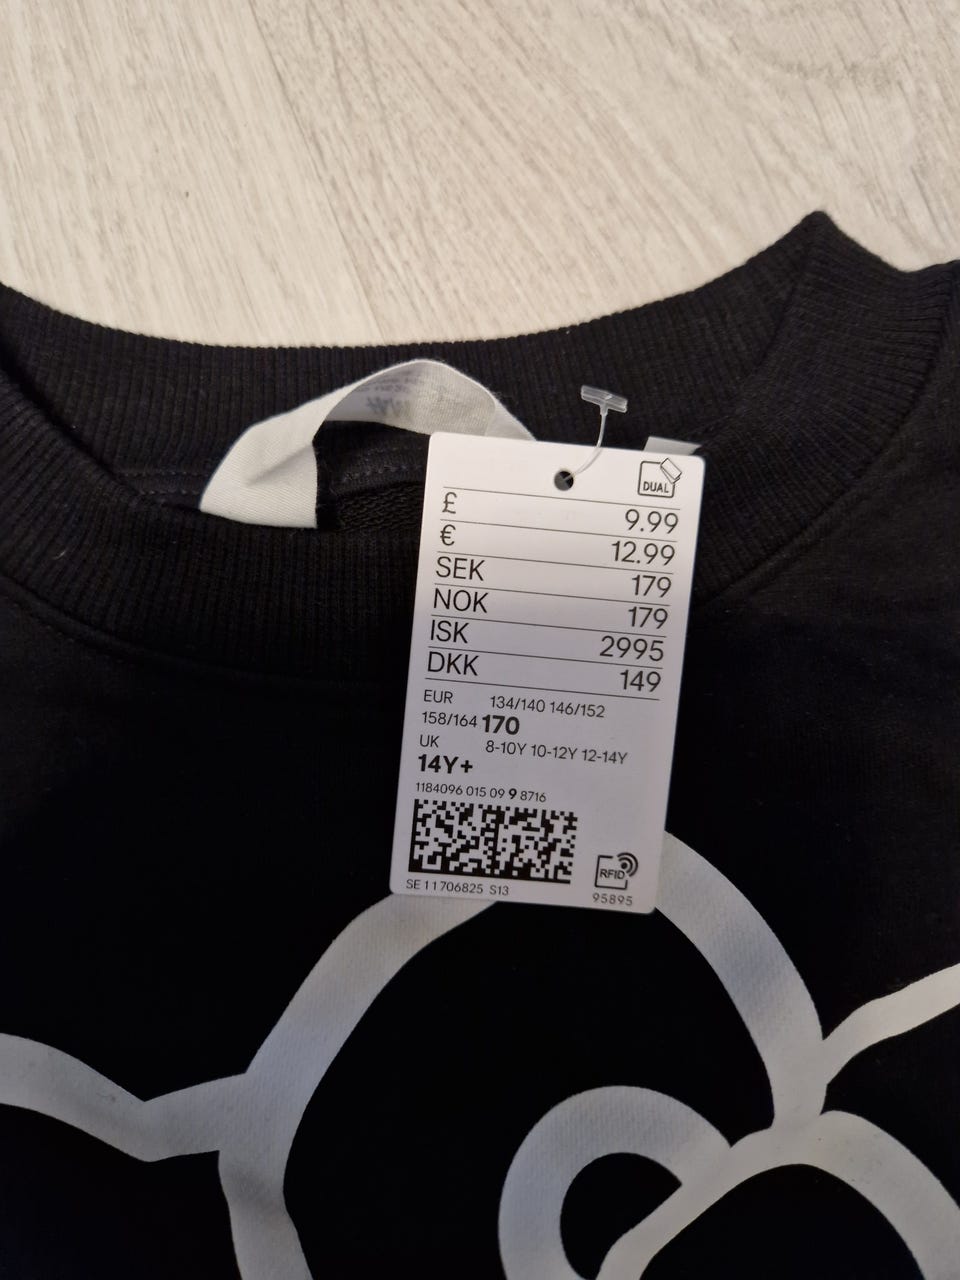 DUAL
£ 9.99
€ 12.99
SEK 179
NOK 179
ISK 2995
DKK 149
EUR 134/140 146/152
158/164 170
UK 8-10Y 10-12Y 12-14Y
14Y+
1184096 015 09 9 8716
RFID
SE 11706825 S13
95895